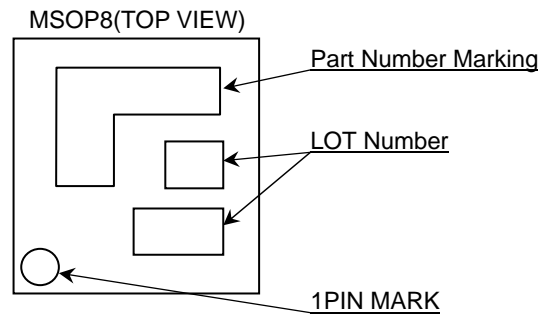 MSOP8(TOP VIEW)
Part Number Marking
LOT Number
1PIN MARK